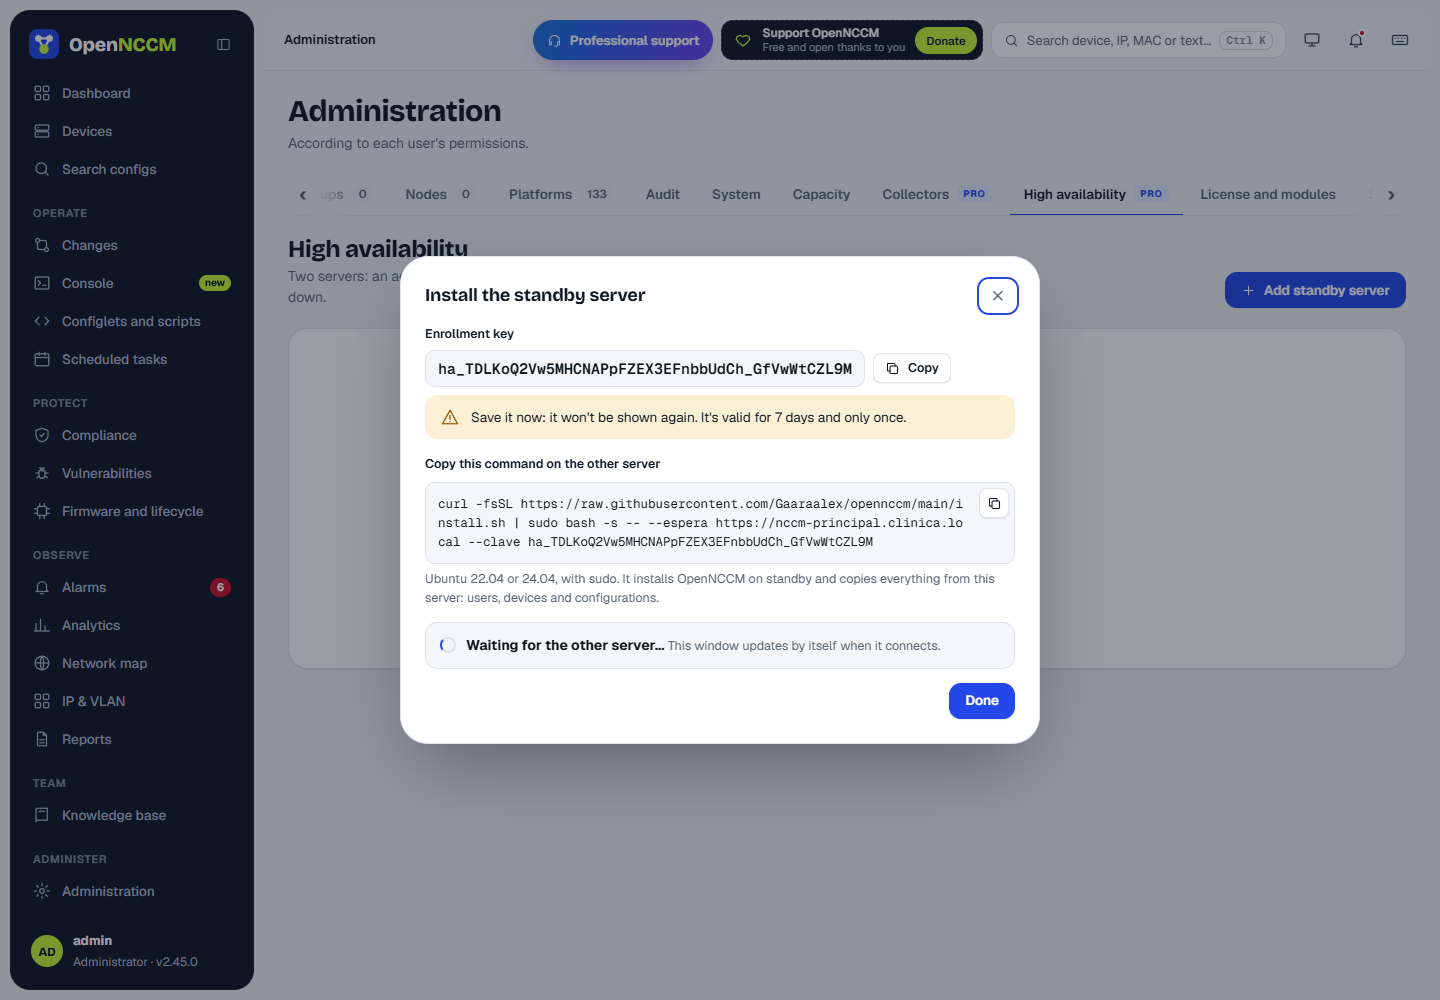 OpenNCCM
Dashboard
Devices
Search configs
OPERATE
Changes
Console
new
Configlets and scripts
Scheduled tasks
PROTECT
Compliance
Vulnerabilities
Firmware and lifecycle
OBSERVE
Alarms
6
Analytics
Network map
IP & VLAN
Reports
TEAM
Knowledge base
ADMINISTER
Administration
AD
admin
Administrator · v2.45.0
Administration
Professional support
Support OpenNCCM
Free and open thanks to you
Donate
Search device, IP, MAC or text...
Ctrl K
Administration
According to each user's permissions.
ups 0
Nodes 0
Platforms 133
Audit
System
Capacity
Collectors PRO
High availability PRO
License and modules
High availability
Two servers: an a
down.
Add standby server
Install the standby server
Enrollment key
ha_TDLKoQ2Vw5MHCNAPpFZEX3EFnbbUdCh_GfVwWtCZL9M
Copy
Save it now: it won't be shown again. It's valid for 7 days and only once.
Copy this command on the other server
curl -fsSL https://raw.githubusercontent.com/Gaaraalex/opennccm/main/i
nstall.sh | sudo bash -s -- --espera https://nccm-principal.clinica.lo
cal --clave ha_TDLKoQ2Vw5MHCNAPpFZEX3EFnbbUdCh_GfVwWtCZL9M
Ubuntu 22.04 or 24.04, with sudo. It installs OpenNCCM on standby and copies everything from this
server: users, devices and configurations.
Waiting for the other server... This window updates by itself when it connects.
Done